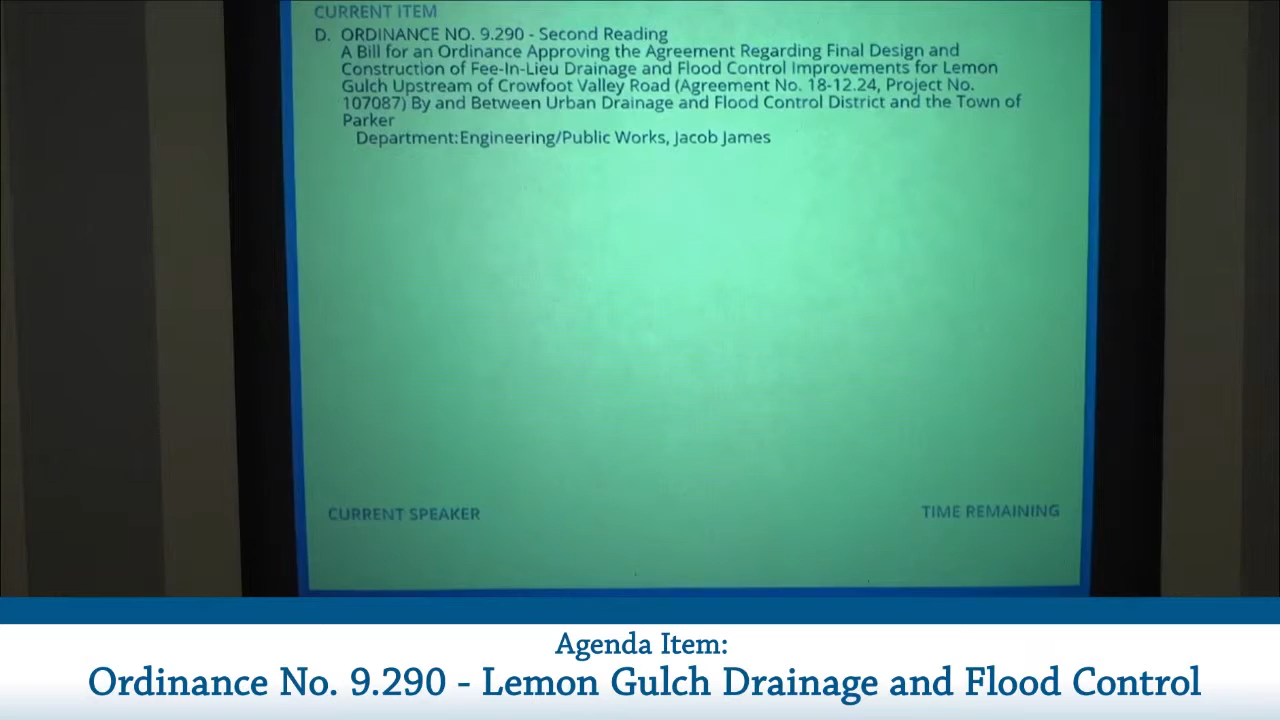 CURRENT ITEM
D. ORDINANCE NO. 9.290 - Second Reading
A Bill for an Ordinance Approving the Agreement Regarding Final Design and
Construction of Fee-In-Lieu Drainage and Flood Control Improvements for Lemon
Gulch Upstream of Crowfoot Valley Road (Agreement No. 18-12.24, Project No.
107087) By and Between Urban Drainage and Flood Control District and the Town of
Parker
Department:Engineering/Public Works, Jacob James
CURRENT SPEAKER
TIME REMAINING
Agenda Item:
Ordinance No. 9.290 - Lemon Gulch Drainage and Flood Control